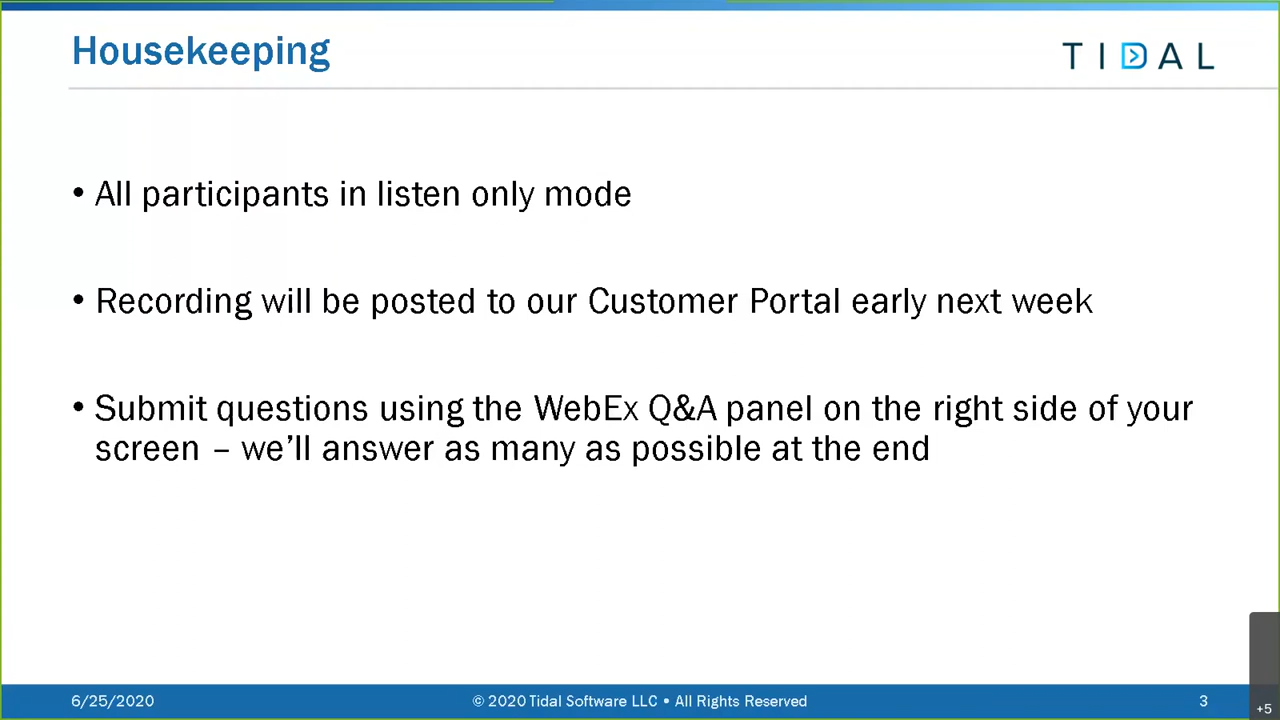 Housekeeping
TIDAL
• All participants in listen only mode
• Recording will be posted to our Customer Portal early next week
• Submit questions using the WebEx Q&A panel on the right side of your
screen – we’ll answer as many as possible at the end
6/25/2020
© 2020 Tidal Software LLC • All Rights Reserved
3
+5